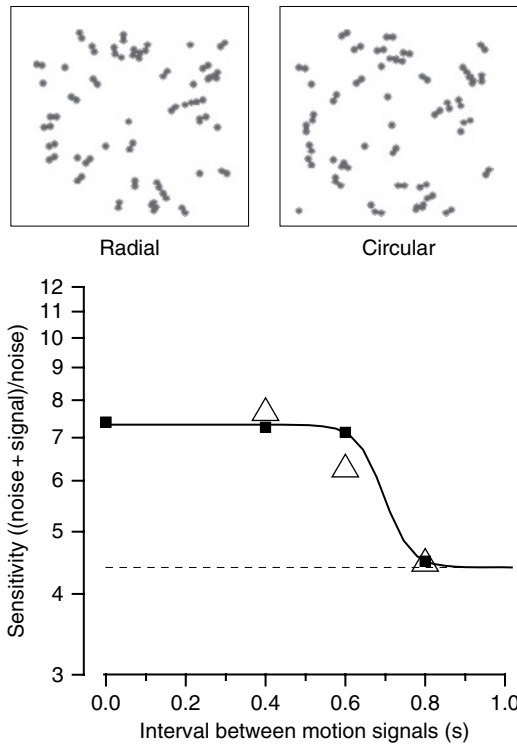 Radial
Circular
Sensitivity ((noise + signal)/noise)
12
11
10
9
8
7
6
5
4
3
0.0 0.2 0.4 0.6 0.8 1.0
Interval between motion signals (s)